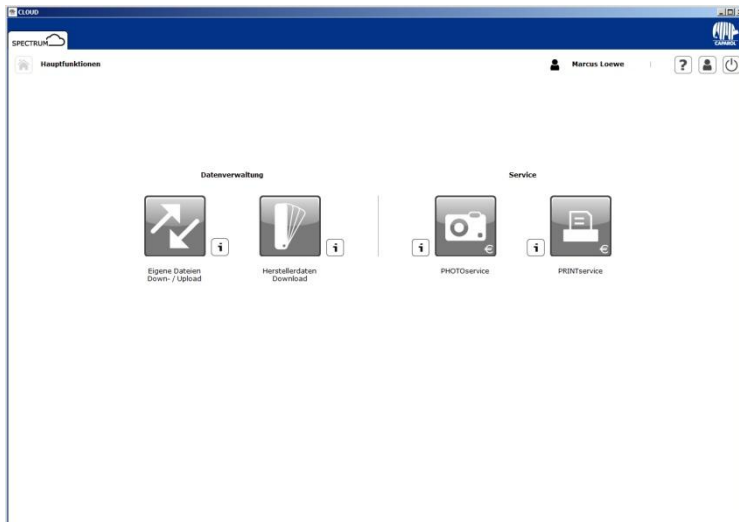 CLOUD
SPECTRUM
CAPAROL
Hauptfunktionen
Marcus Loewe
?
Datenverwaltung
Service
i
i
i
€
i
€
Eigene Dateien
Down- / Upload
Herstellerdaten
Download
PHOTOservice
PRINTservice